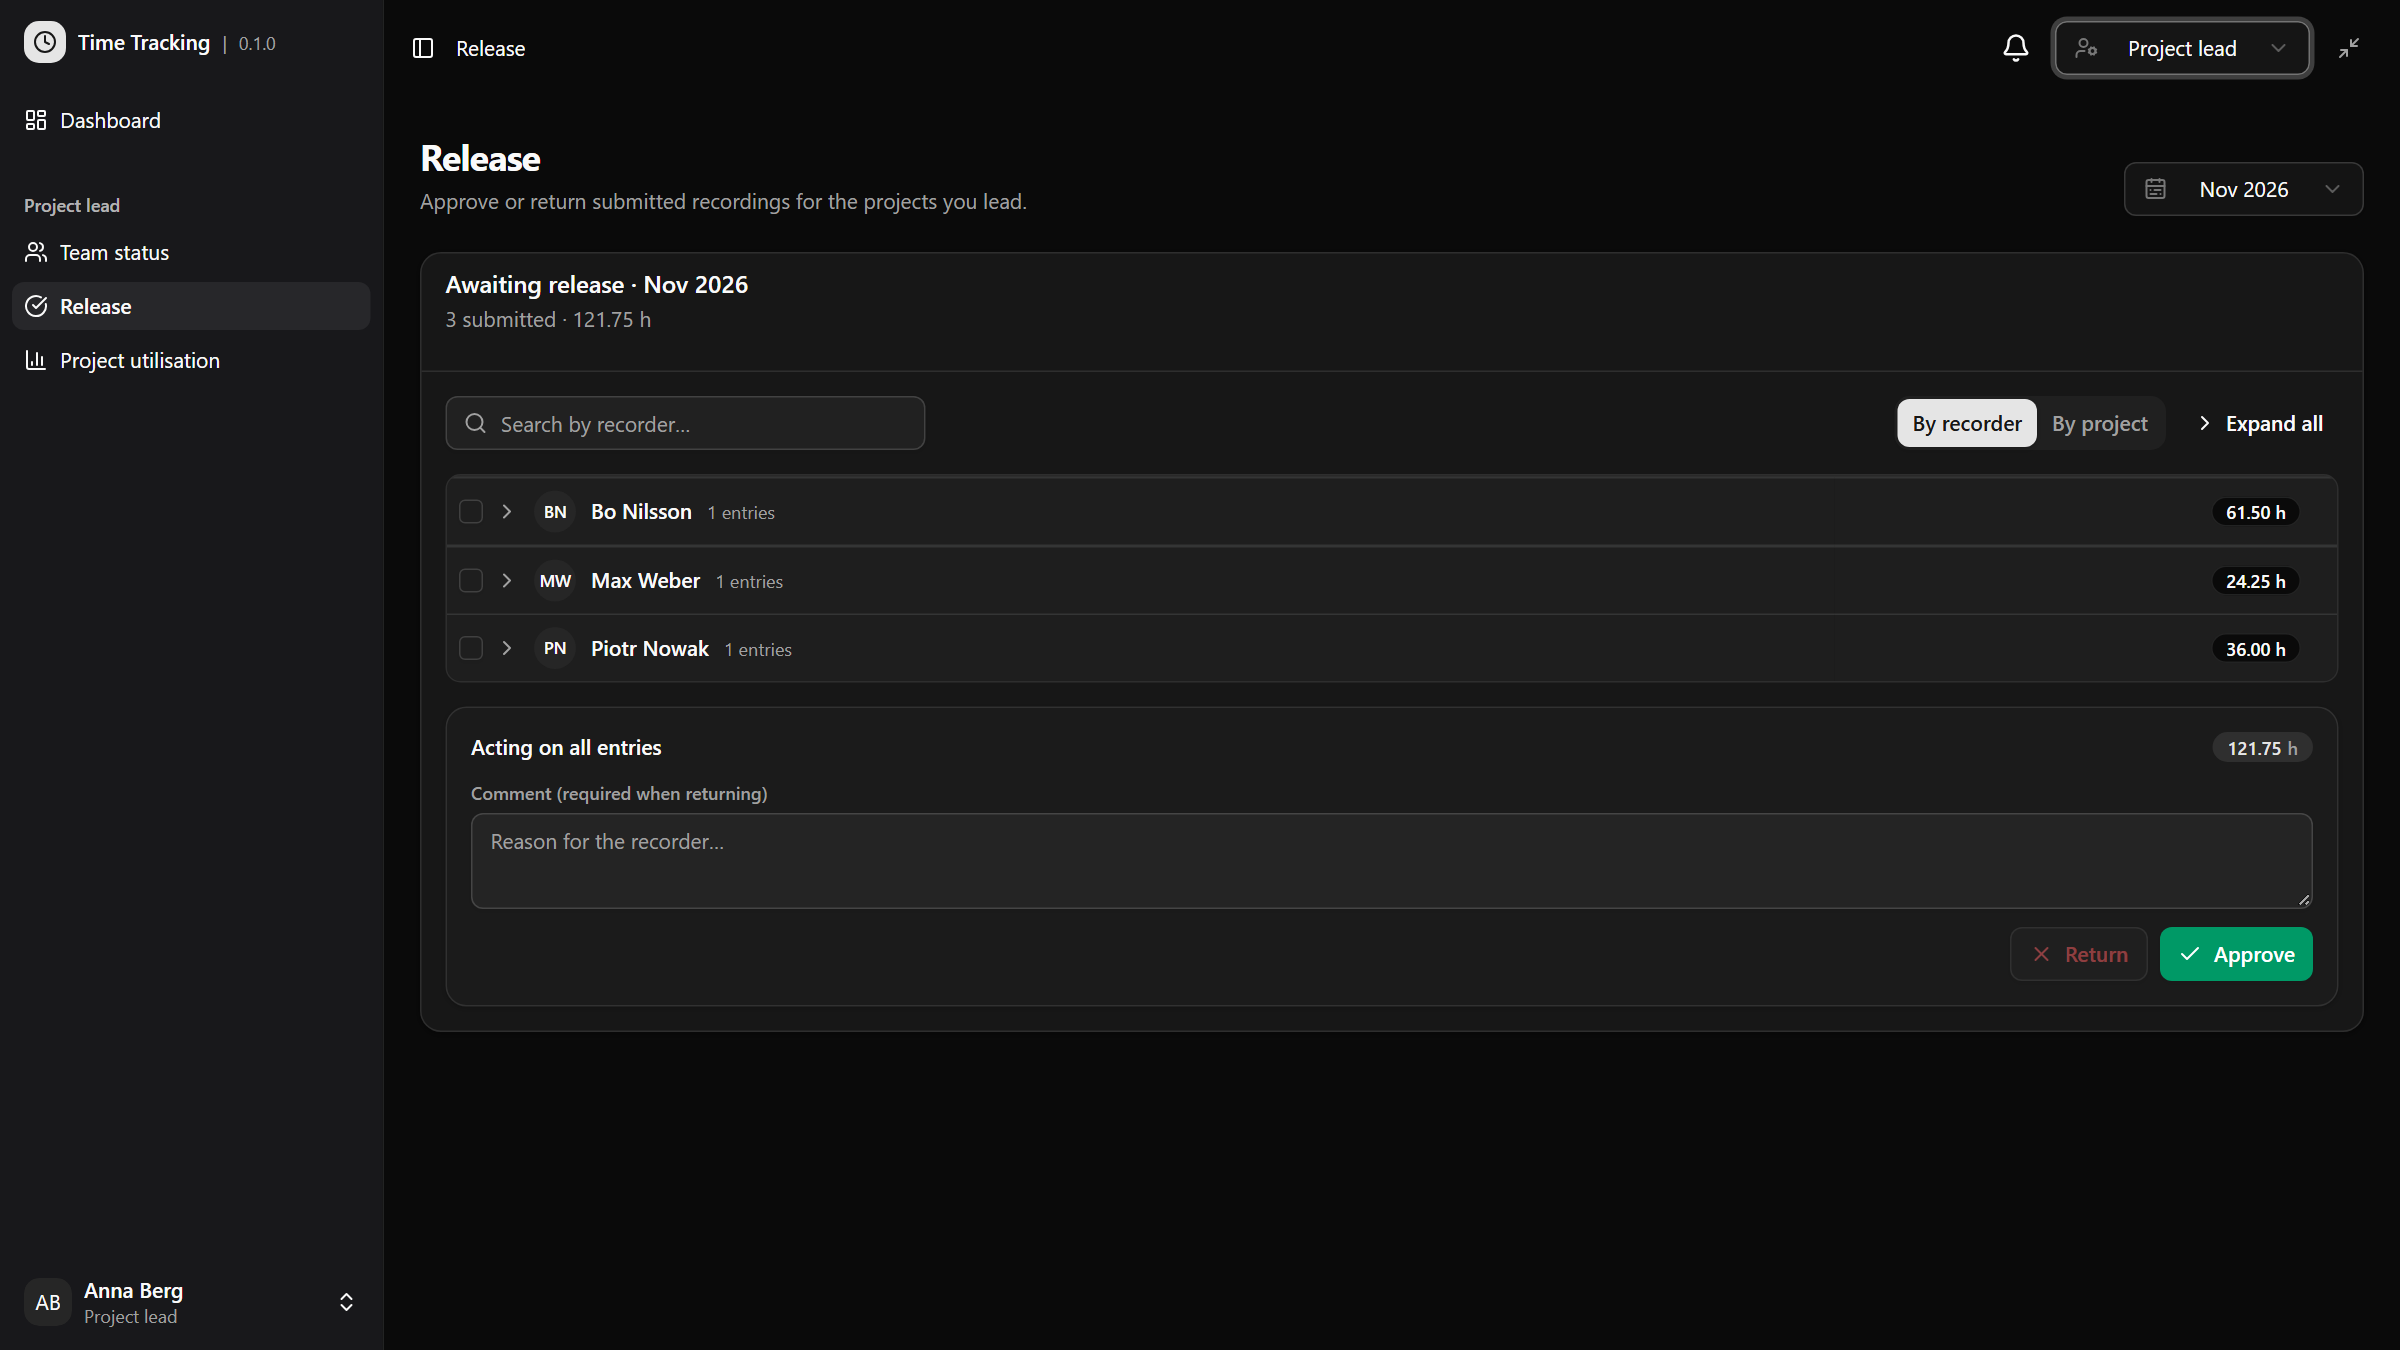 Time Tracking | 0.1.0
Dashboard
Project lead
Team status
Release
Project utilisation
AB
Anna Berg
Project lead
Release
Project lead
Release
Approve or return submitted recordings for the projects you lead.
Nov 2026
Awaiting release · Nov 2026
3 submitted · 121.75 h
Search by recorder...
By recorder
By project
Expand all
BN Bo Nilsson 1 entries 61.50 h
MW Max Weber 1 entries 24.25 h
PN Piotr Nowak 1 entries 36.00 h
Acting on all entries 121.75 h
Comment (required when returning)
Reason for the recorder...
Return
Approve